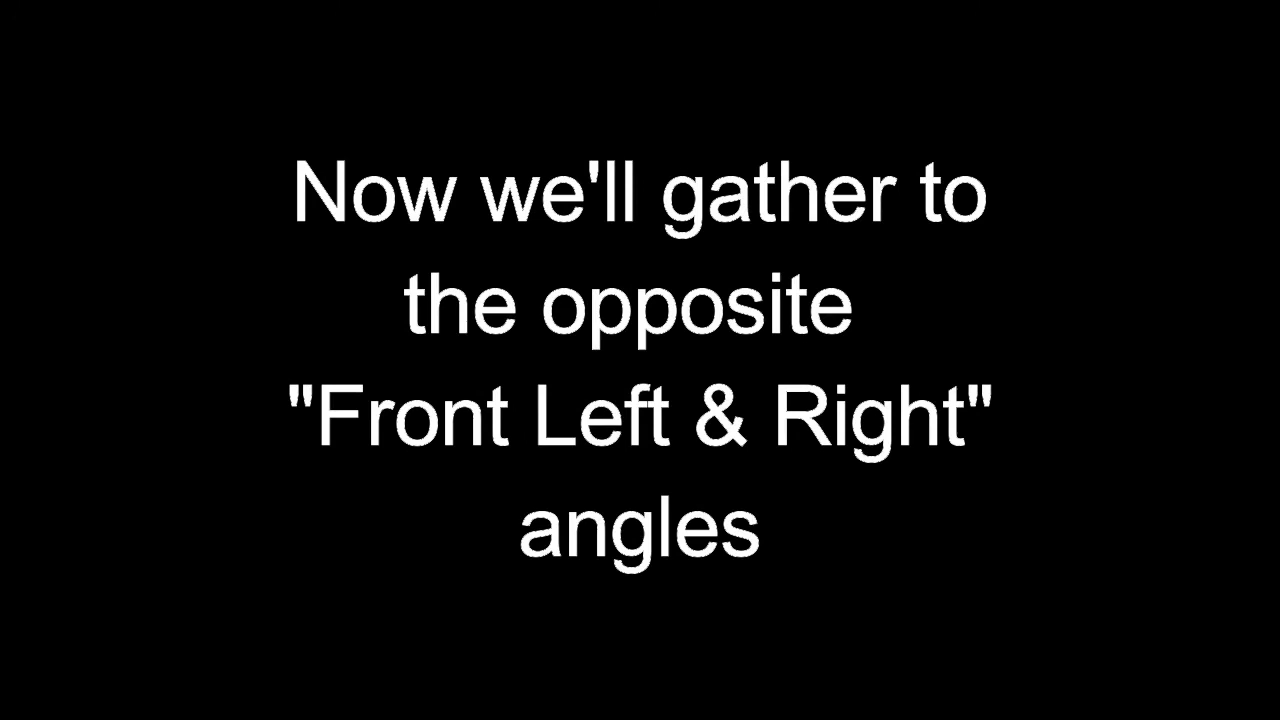 Now we'll gather to
the opposite
"Front Left & Right"
angles